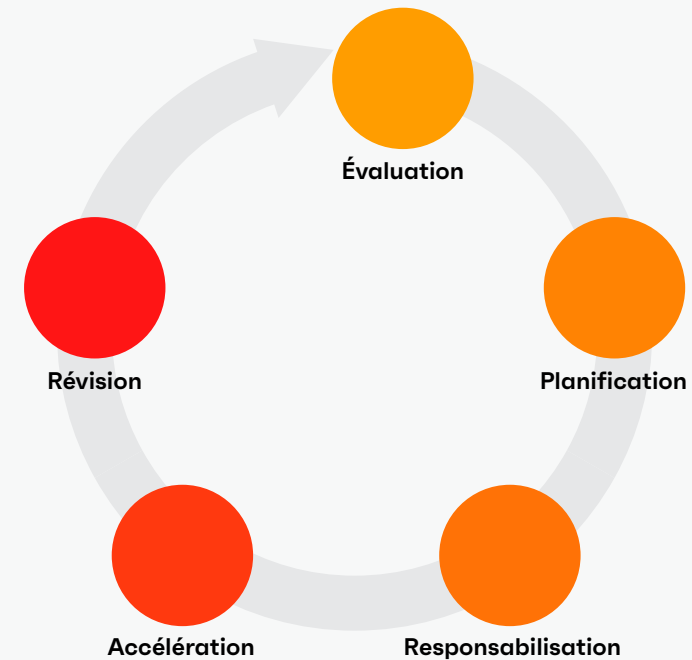 Évaluation
Planification
Responsabilisation
Accélération
Révision